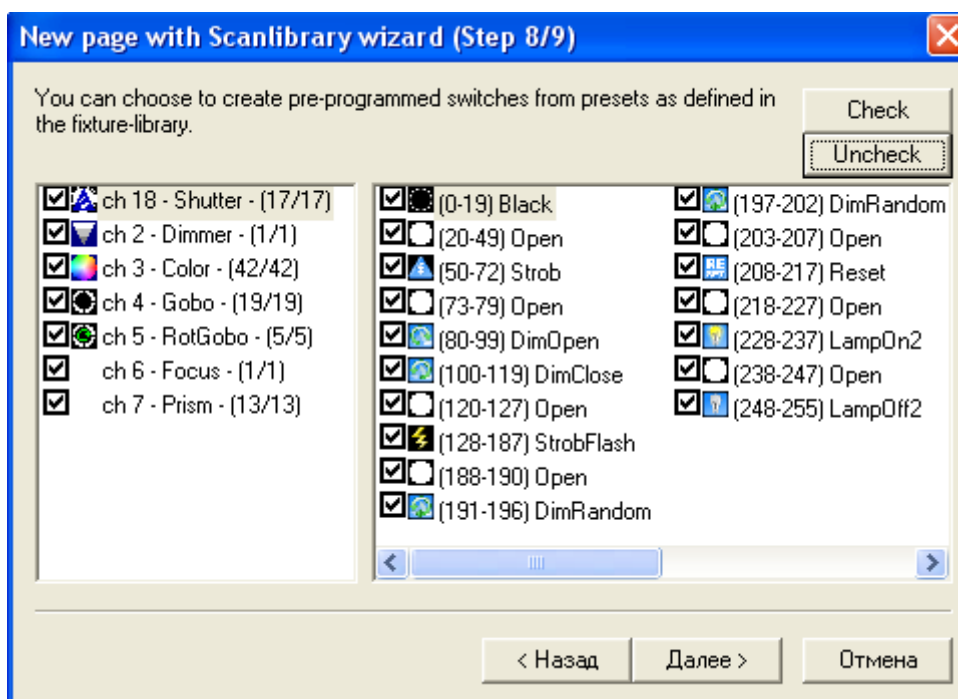 New page with Scanlibrary wizard (Step 8/9)
You can choose to create pre-programmed switches from presets as defined in
the fixture-library.
Check
Uncheck
ch 18 - Shutter - (17/17)
ch 2 - Dimmer - (1/1)
ch 3 - Color - (42/42)
ch 4 - Gobo - (19/19)
ch 5 - RotGobo - (5/5)
ch 6 - Focus - (1/1)
ch 7 - Prism - (13/13)
(0-19) Black
(20-49) Open
(50-72) Strob
(73-79) Open
(80-99) DimOpen
(100-119) DimClose
(120-127) Open
(128-187) StrobFlash
(188-190) Open
(191-196) DimRandom
(197-202) DimRandom
(203-207) Open
(208-217) Reset
(218-227) Open
(228-237) LampOn2
(238-247) Open
(248-255) LampOff2
< Назад
Далее >
Отмена